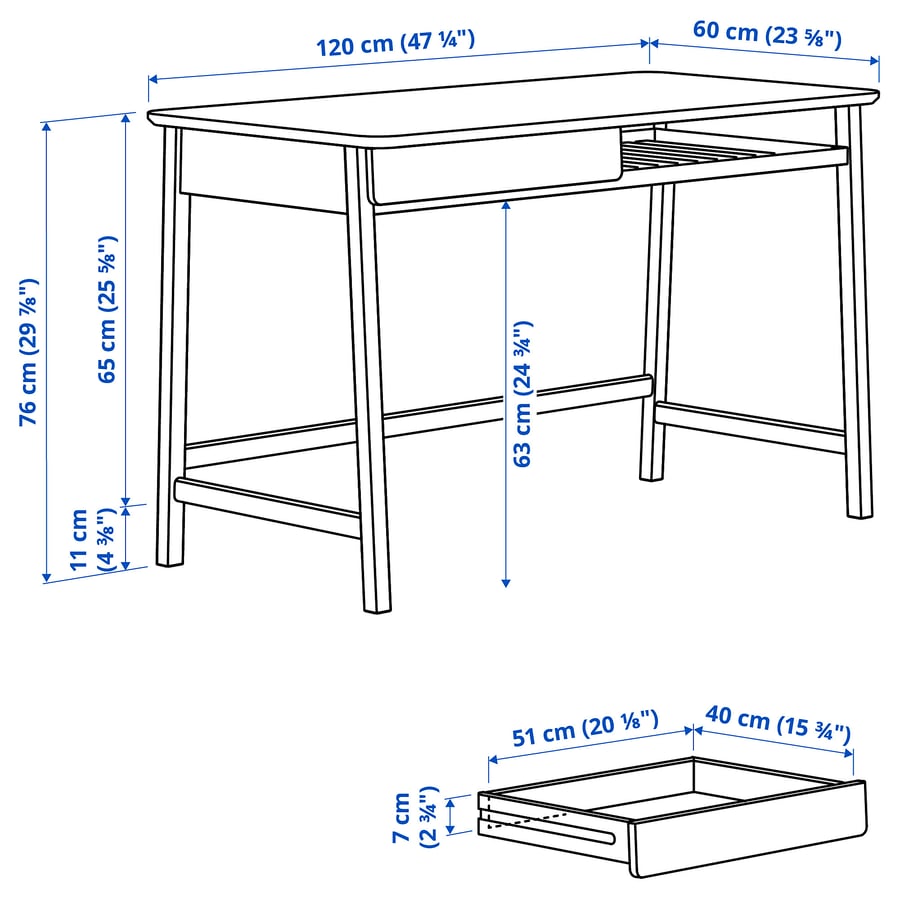 120 cm (47 ¼")
60 cm (23 ⅝")
76 cm (29 ⅞")
65 cm (25 ⅝")
11 cm
(4 ⅜")
63 cm (24 ¾")
51 cm (20 ⅛")
40 cm (15 ¾")
7 cm
(2 ¾")